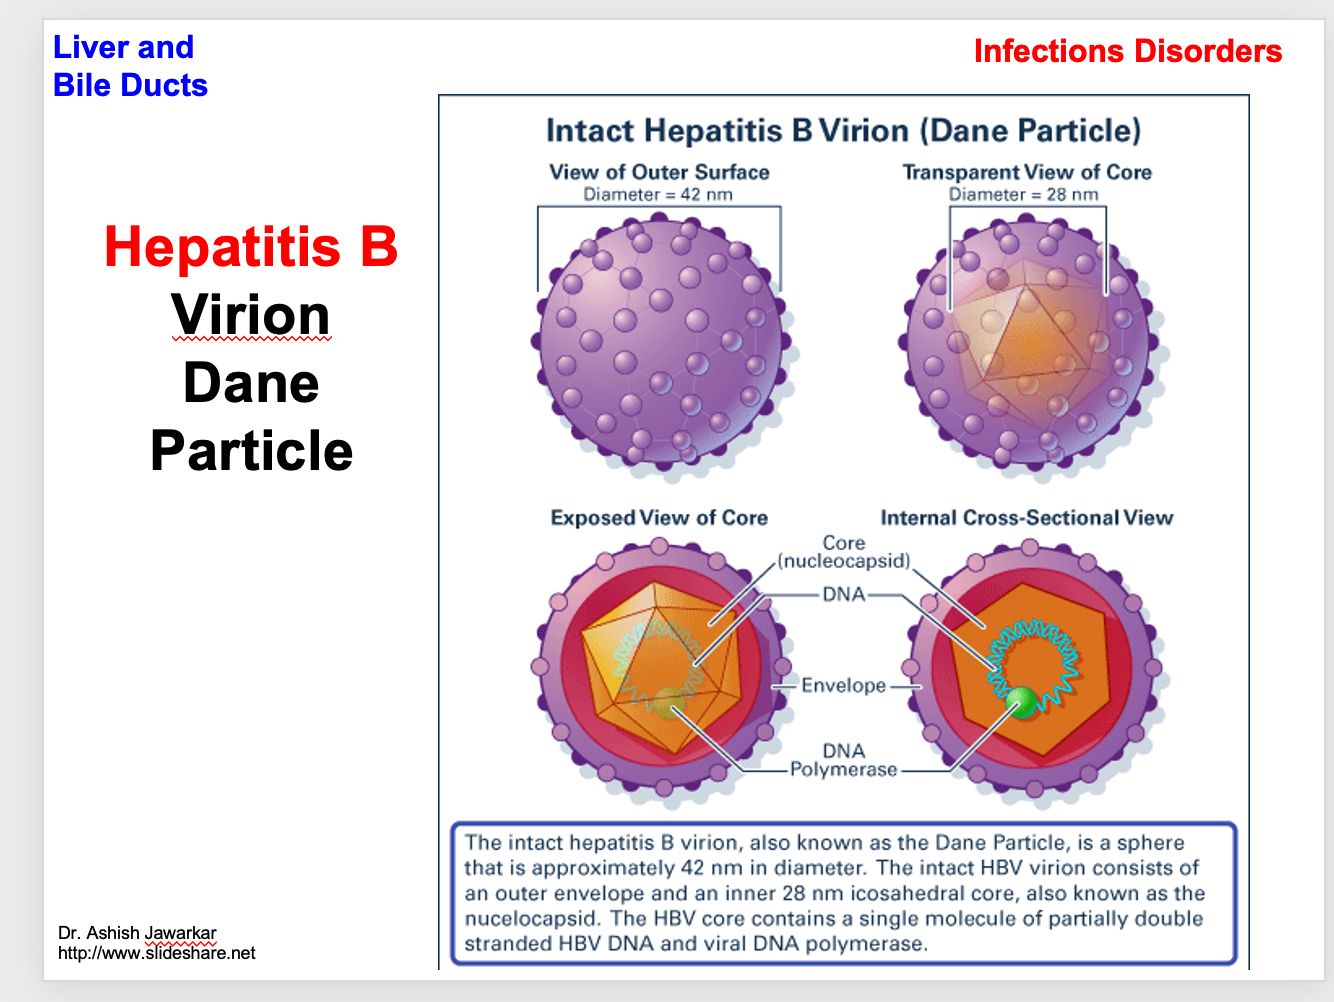 Liver and
Bile Ducts
Infections Disorders
Hepatitis B
Virion
Dane
Particle
Intact Hepatitis B Virion (Dane Particle)
View of Outer Surface
Diameter = 42 nm
Transparent View of Core
Diameter = 28 nm
Exposed View of Core
Internal Cross-Sectional View
Core
(nucleocapsid)
DNA
Envelope
DNA
Polymerase
The intact hepatitis B virion, also known as the Dane Particle, is a sphere
that is approximately 42 nm in diameter. The intact HBV virion consists of
an outer envelope and an inner 28 nm icosahedral core, also known as the
nucelocapsid. The HBV core contains a single molecule of partially double
stranded HBV DNA and viral DNA polymerase.
Dr. Ashish Jawarkar
http://www.slideshare.net